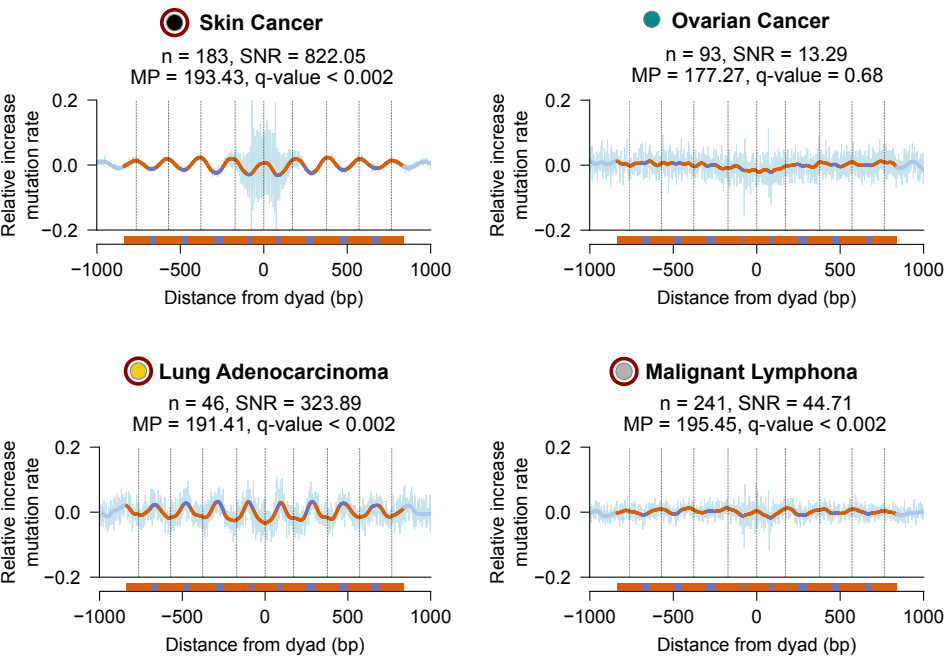 Skin Cancer
n = 183, SNR = 822.05
MP = 193.43, q-value < 0.002
Relative increase
mutation rate
0.2
0.0
−0.2
−1000 −500 0 500 1000
Distance from dyad (bp)
Ovarian Cancer
n = 93, SNR = 13.29
MP = 177.27, q-value = 0.68
Relative increase
mutation rate
0.2
0.0
−0.2
−1000 −500 0 500 1000
Distance from dyad (bp)
Lung Adenocarcinoma
n = 46, SNR = 323.89
MP = 191.41, q-value < 0.002
Relative increase
mutation rate
0.2
0.0
−0.2
−1000 −500 0 500 1000
Distance from dyad (bp)
Malignant Lymphona
n = 241, SNR = 44.71
MP = 195.45, q-value < 0.002
Relative increase
mutation rate
0.2
0.0
−0.2
−1000 −500 0 500 1000
Distance from dyad (bp)